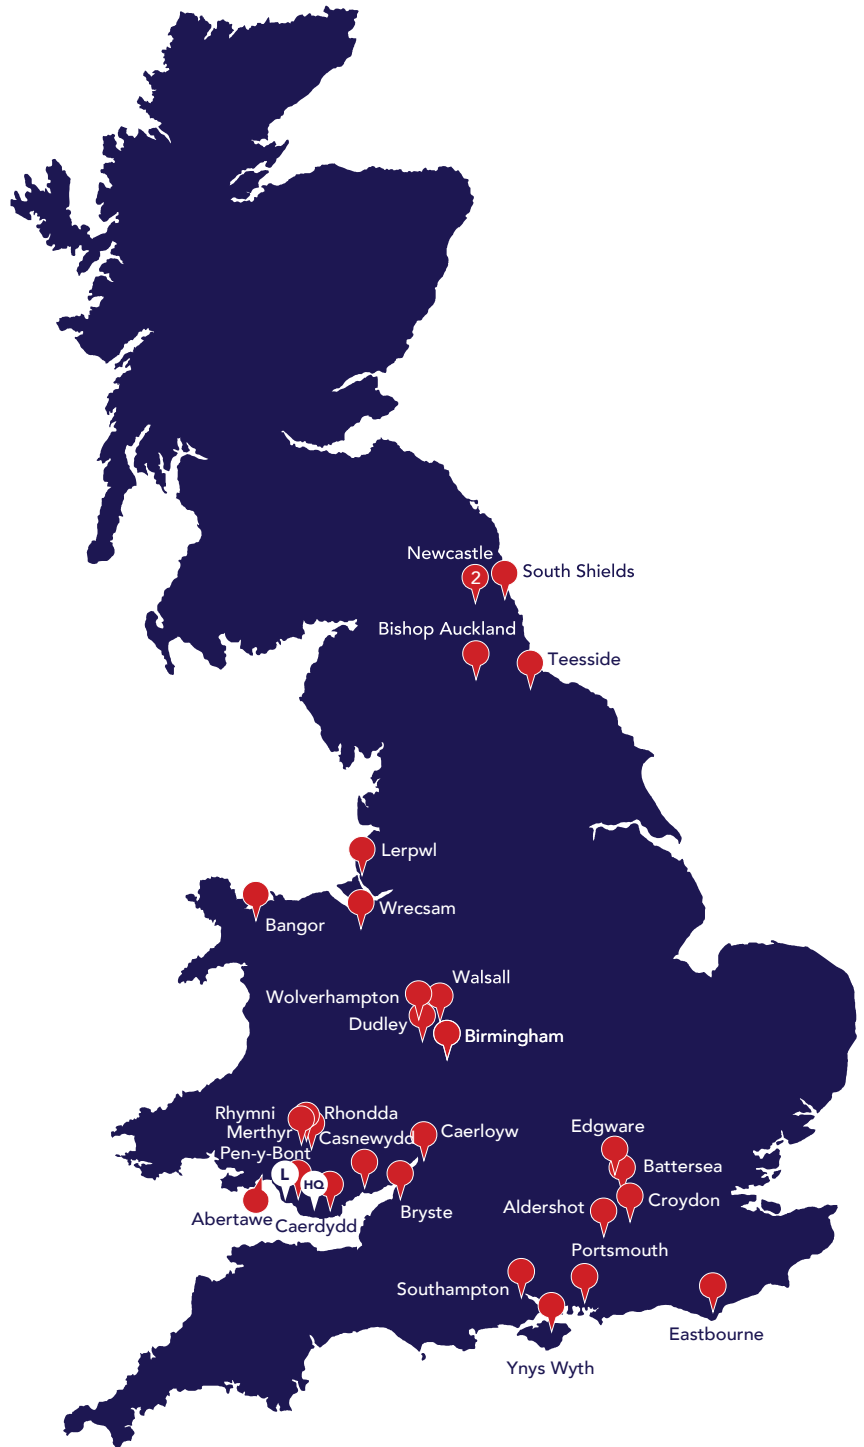 Newcastle
2
South Shields
Bishop Auckland
Teesside
Lerpwl
Wrecsam
Bangor
Walsall
Wolverhampton
Dudley
Birmingham
Rhymni
Rhondda
Merthyr
Casnewydd
Caerloyw
Pen-y-Bont
L
HQ
Abertawe
Caerdydd
Bryste
Edgware
Battersea
Croydon
Aldershot
Portsmouth
Southampton
Eastbourne
Ynys Wyth